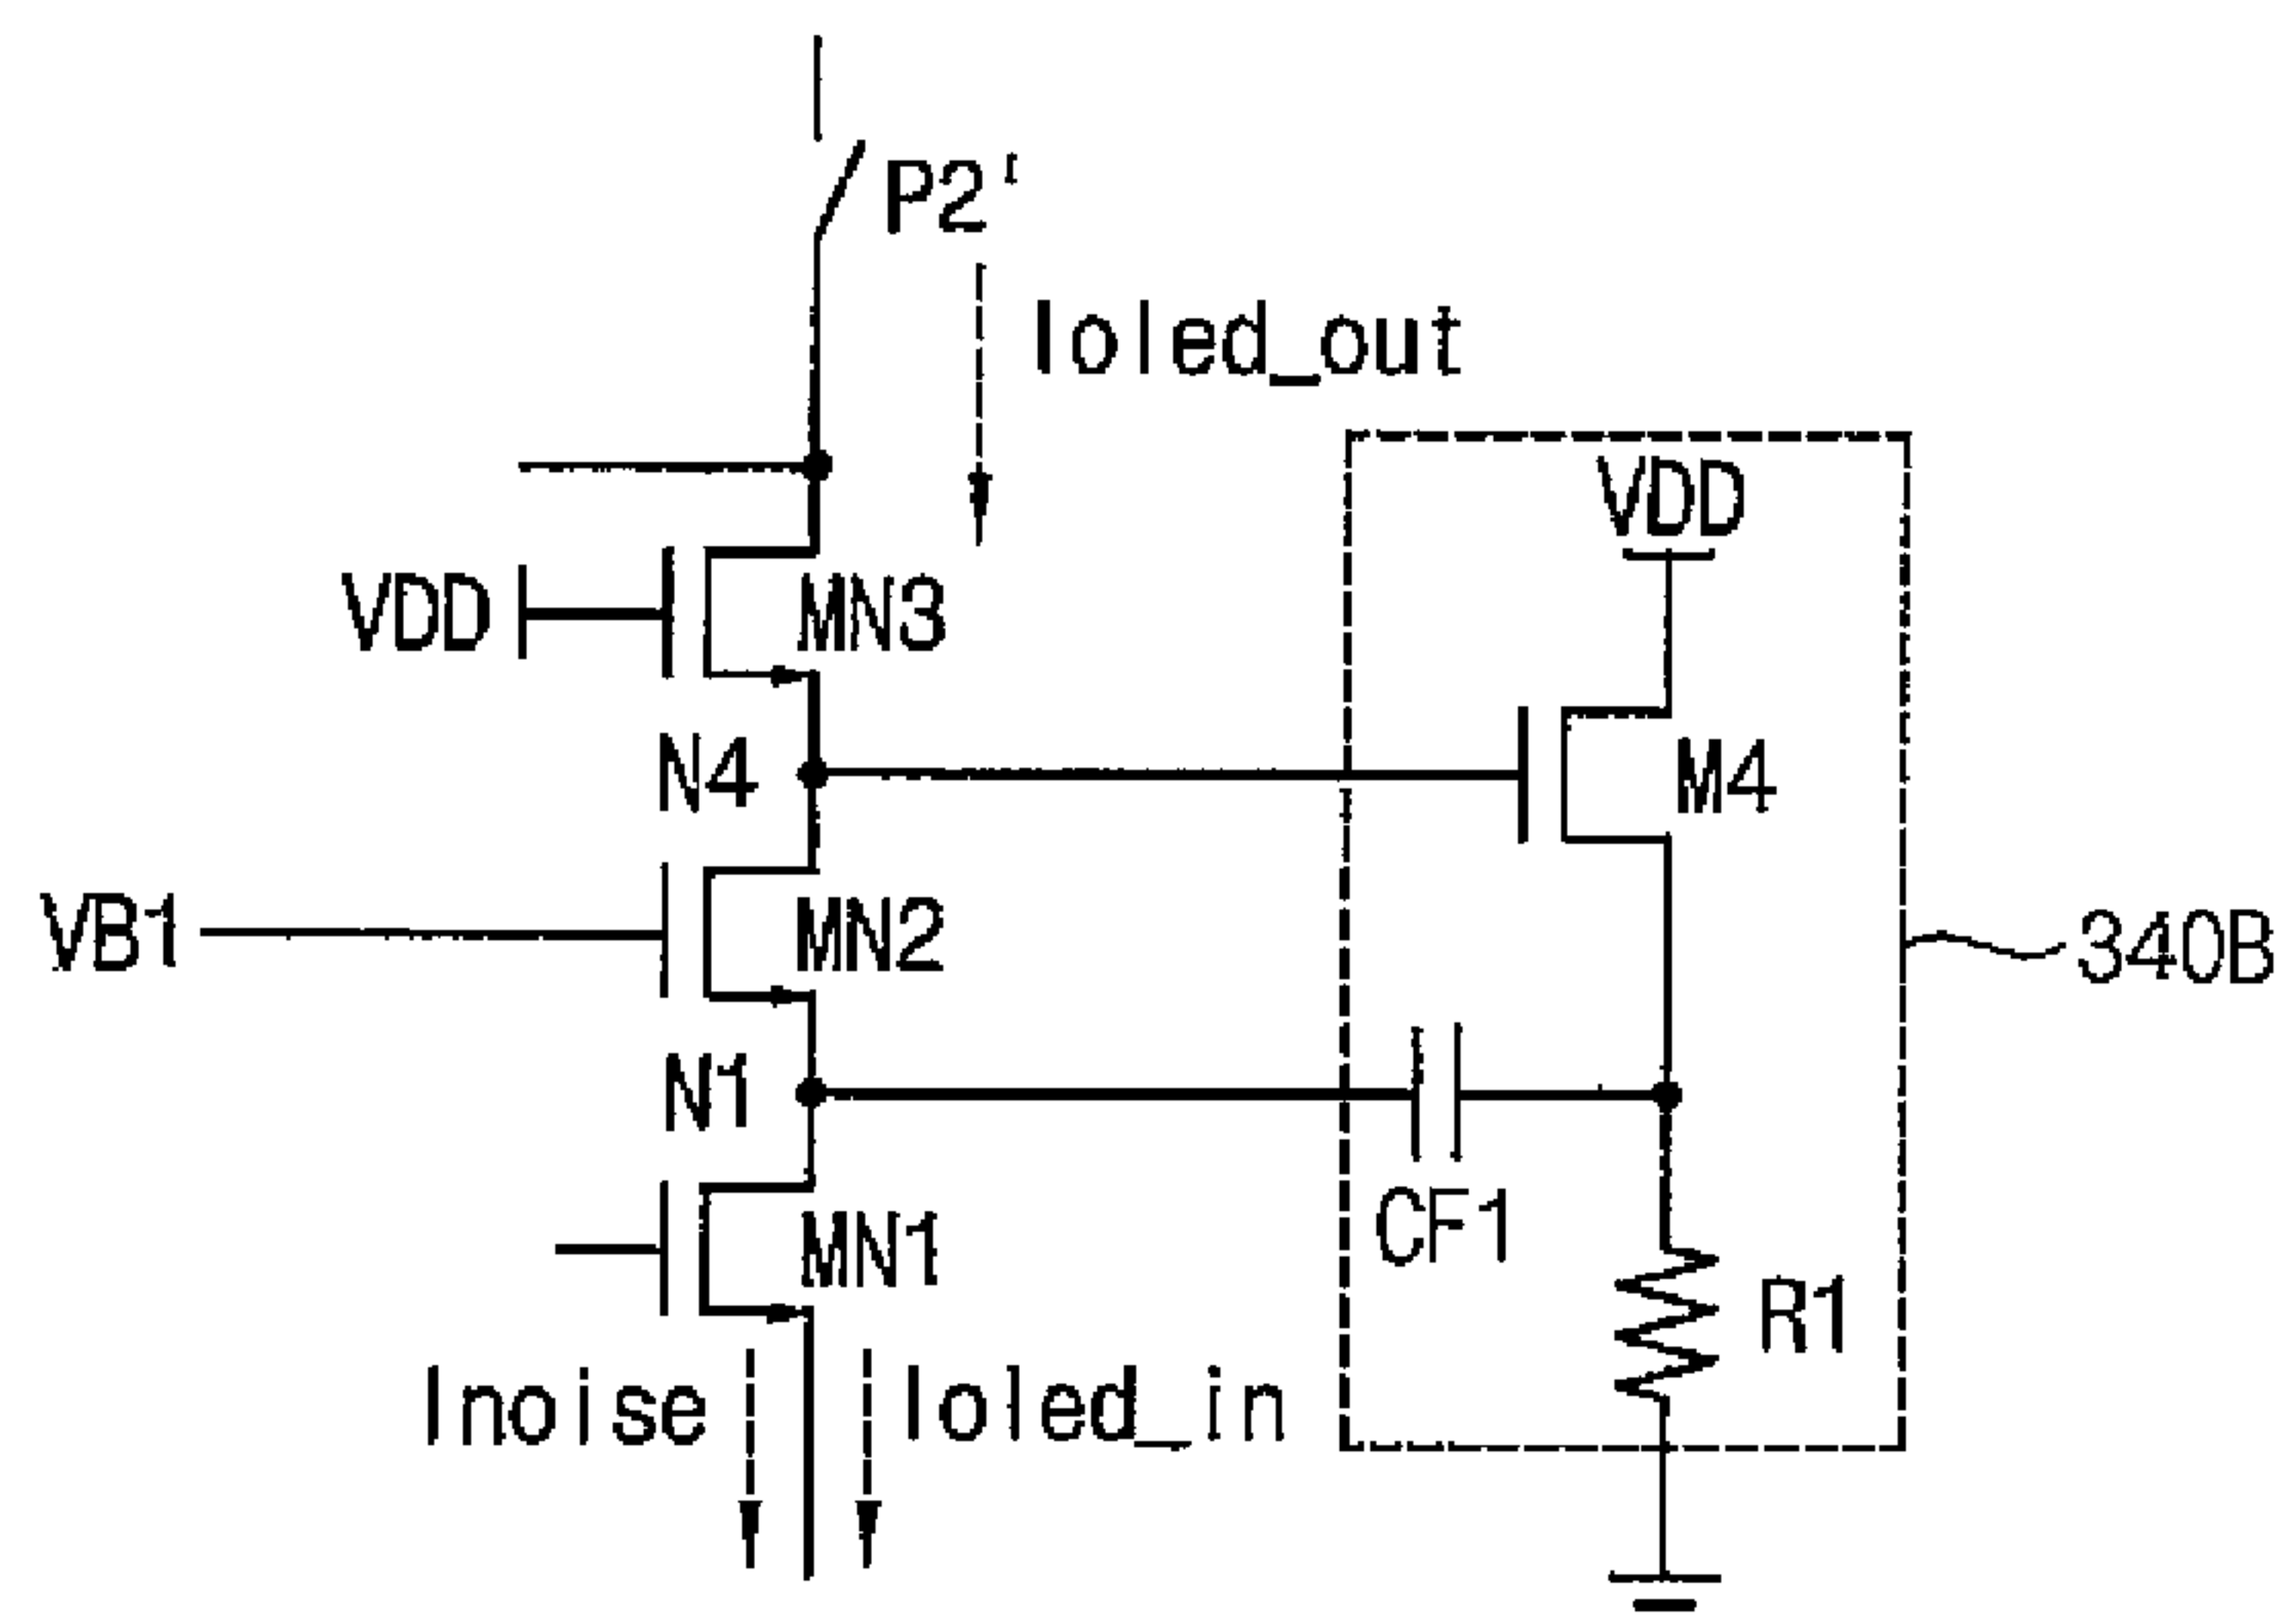 P2'
Ioled_out
VDD
VDD
MN3
N4
M4
VB1
MN2
340B
N1
CF1
MN1
R1
Inoise
Ioled_in